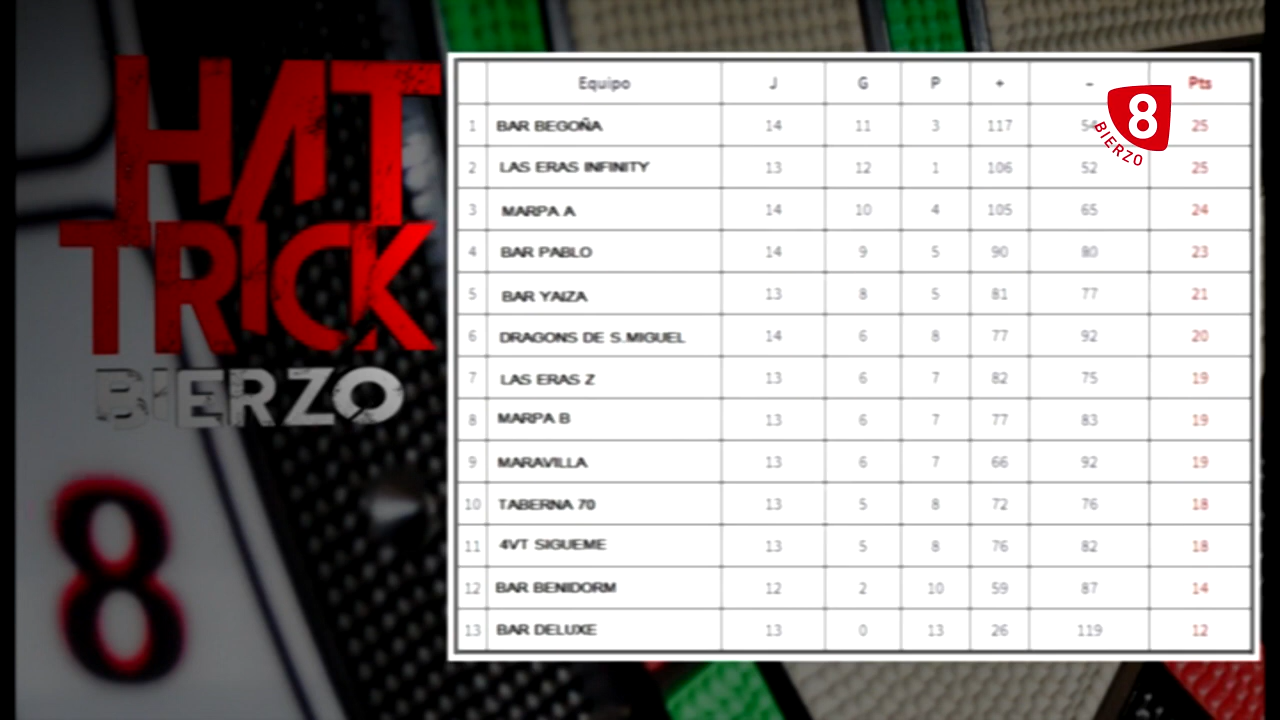 HAT
TRICK
BIERZO
8
Equipo J G P + - Pts
1 BAR BEGOÑA 14 11 3 117 54 25
2 LAS ERAS INFINITY 13 12 1 106 52 25
3 MARPA A 14 10 4 105 65 24
4 BAR PABLO 14 9 5 90 80 23
5 BAR YAIZA 13 8 5 81 77 21
6 DRAGONS DE S.MIGUEL 14 6 8 77 92 20
7 LAS ERAS Z 13 6 7 82 75 19
8 MARPA B 13 6 7 77 83 19
9 MARAVILLA 13 6 7 66 92 19
10 TABERNA 70 13 5 8 72 76 18
11 4VT SIGUEME 13 5 8 76 82 18
12 BAR BENIDORM 12 2 10 59 87 14
13 BAR DELUXE 13 0 13 26 119 12
8
BIERZO